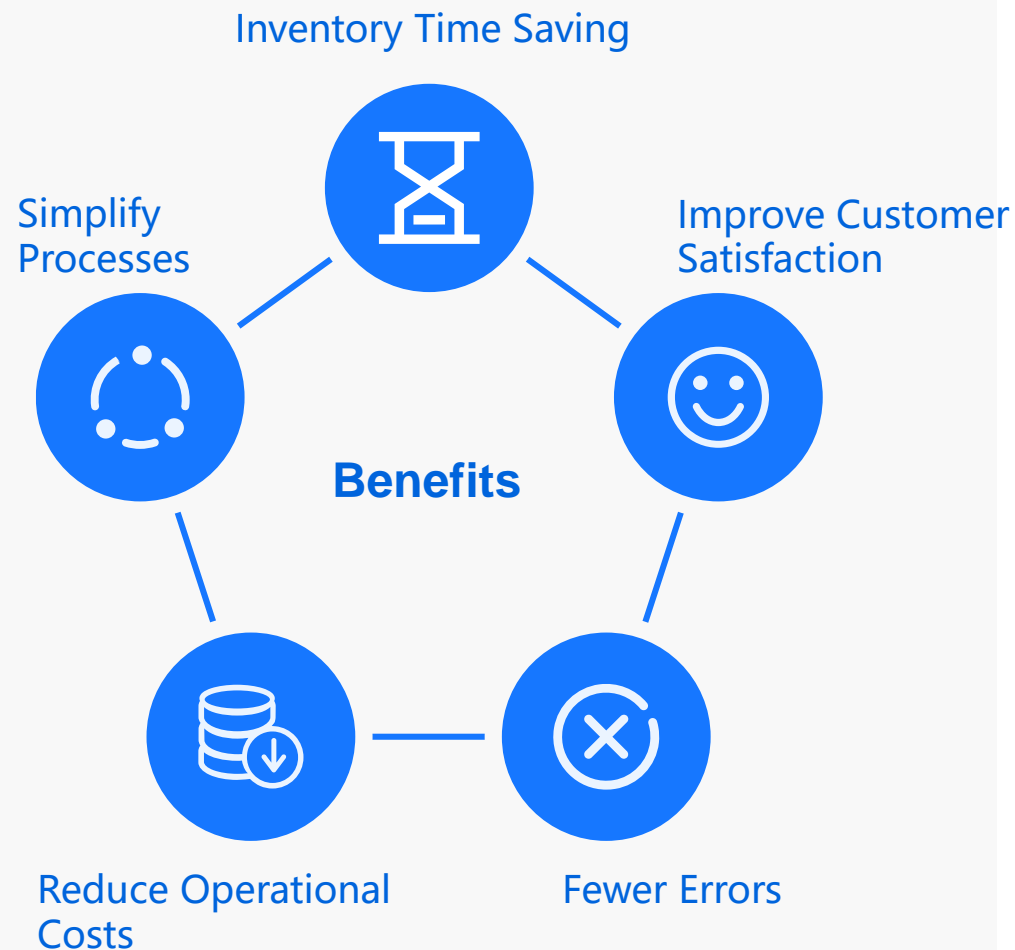 Inventory Time Saving
Simplify
Processes
Improve Customer
Satisfaction
Benefits
Reduce Operational
Costs
Fewer Errors